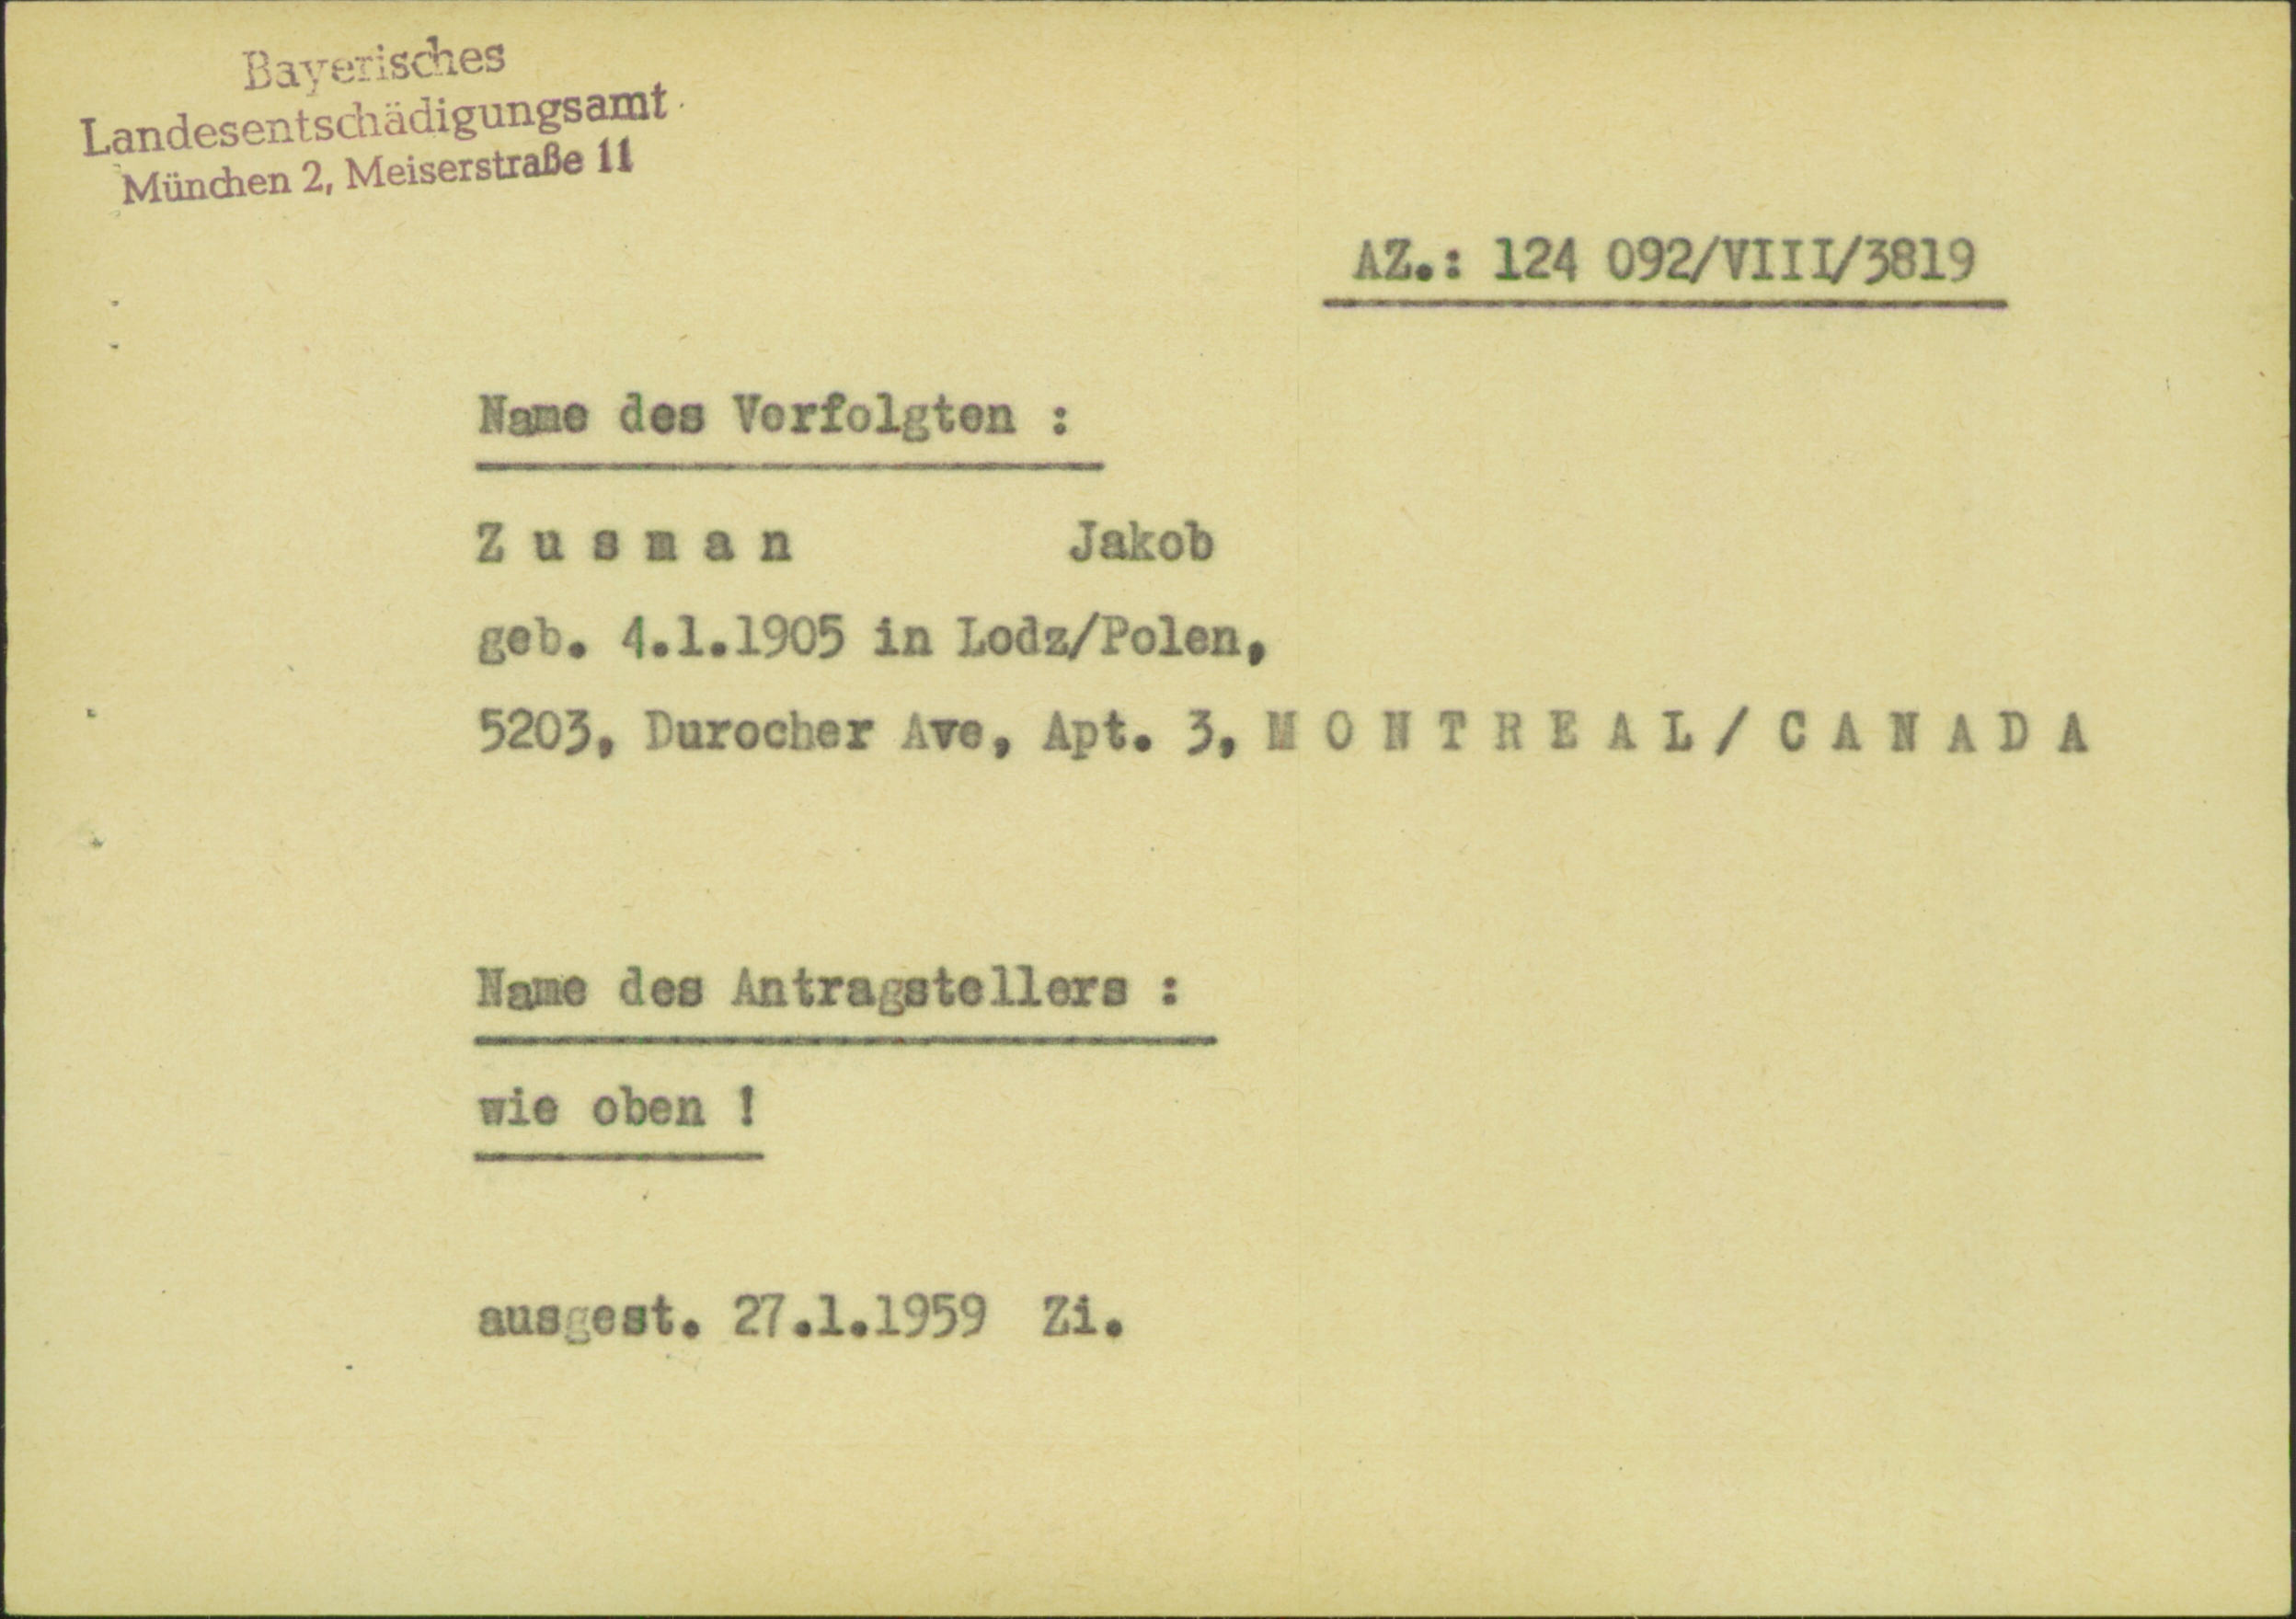 Bayerisches
Landesentschädigungsamt
München 2, Meiserstraße 11
AZ.: 124 092/VIII/3819
Name des Verfolgten :
Z u s m a n Jakob
geb. 4.1.1905 in Lodz/Polen,
5203, Durocher Ave, Apt. 3, M O N T R E A L / C A N A D A
Name des Antragstellers :
wie oben !
ausgest. 27.1.1959 Zi.